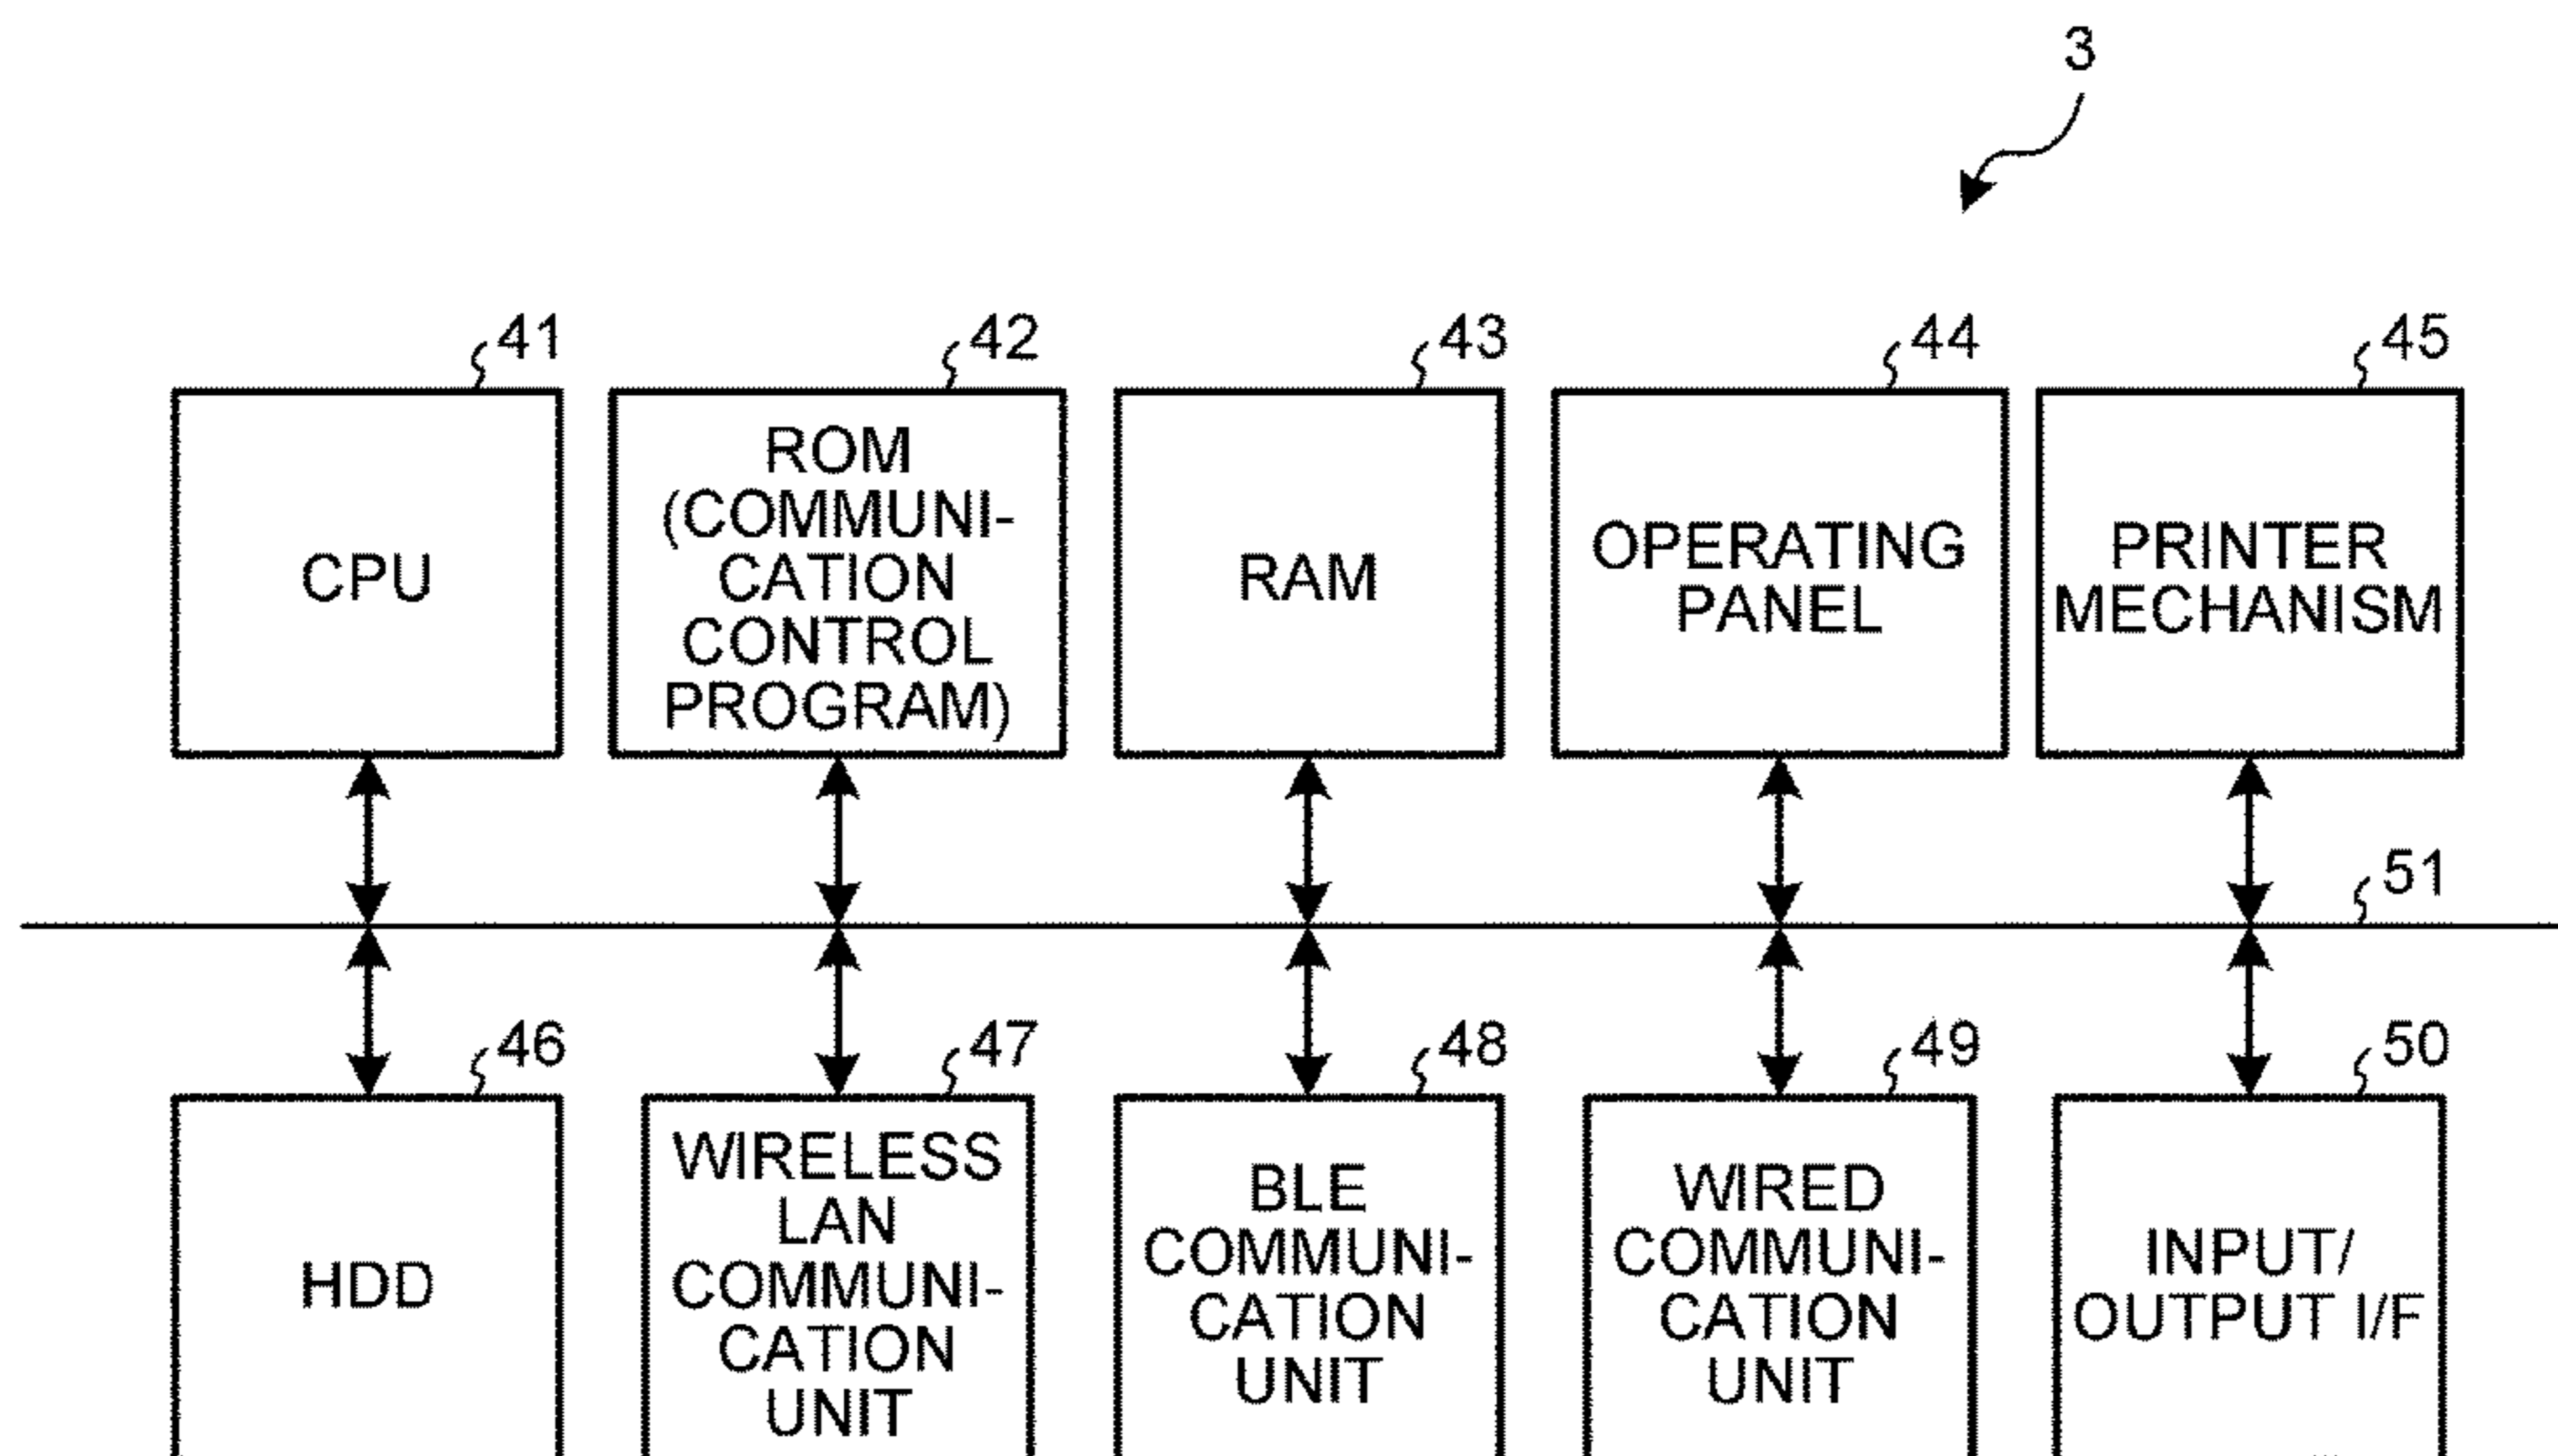 3
41
42
43
44
45
CPU
ROM
(COMMUNI-
CATION
CONTROL
PROGRAM)
RAM
OPERATING
PANEL
PRINTER
MECHANISM
51
46
47
48
49
50
HDD
WIRELESS
LAN
COMMUNI-
CATION
UNIT
BLE
COMMUNI-
CATION
UNIT
WIRED
COMMUNI-
CATION
UNIT
INPUT/
OUTPUT I/F